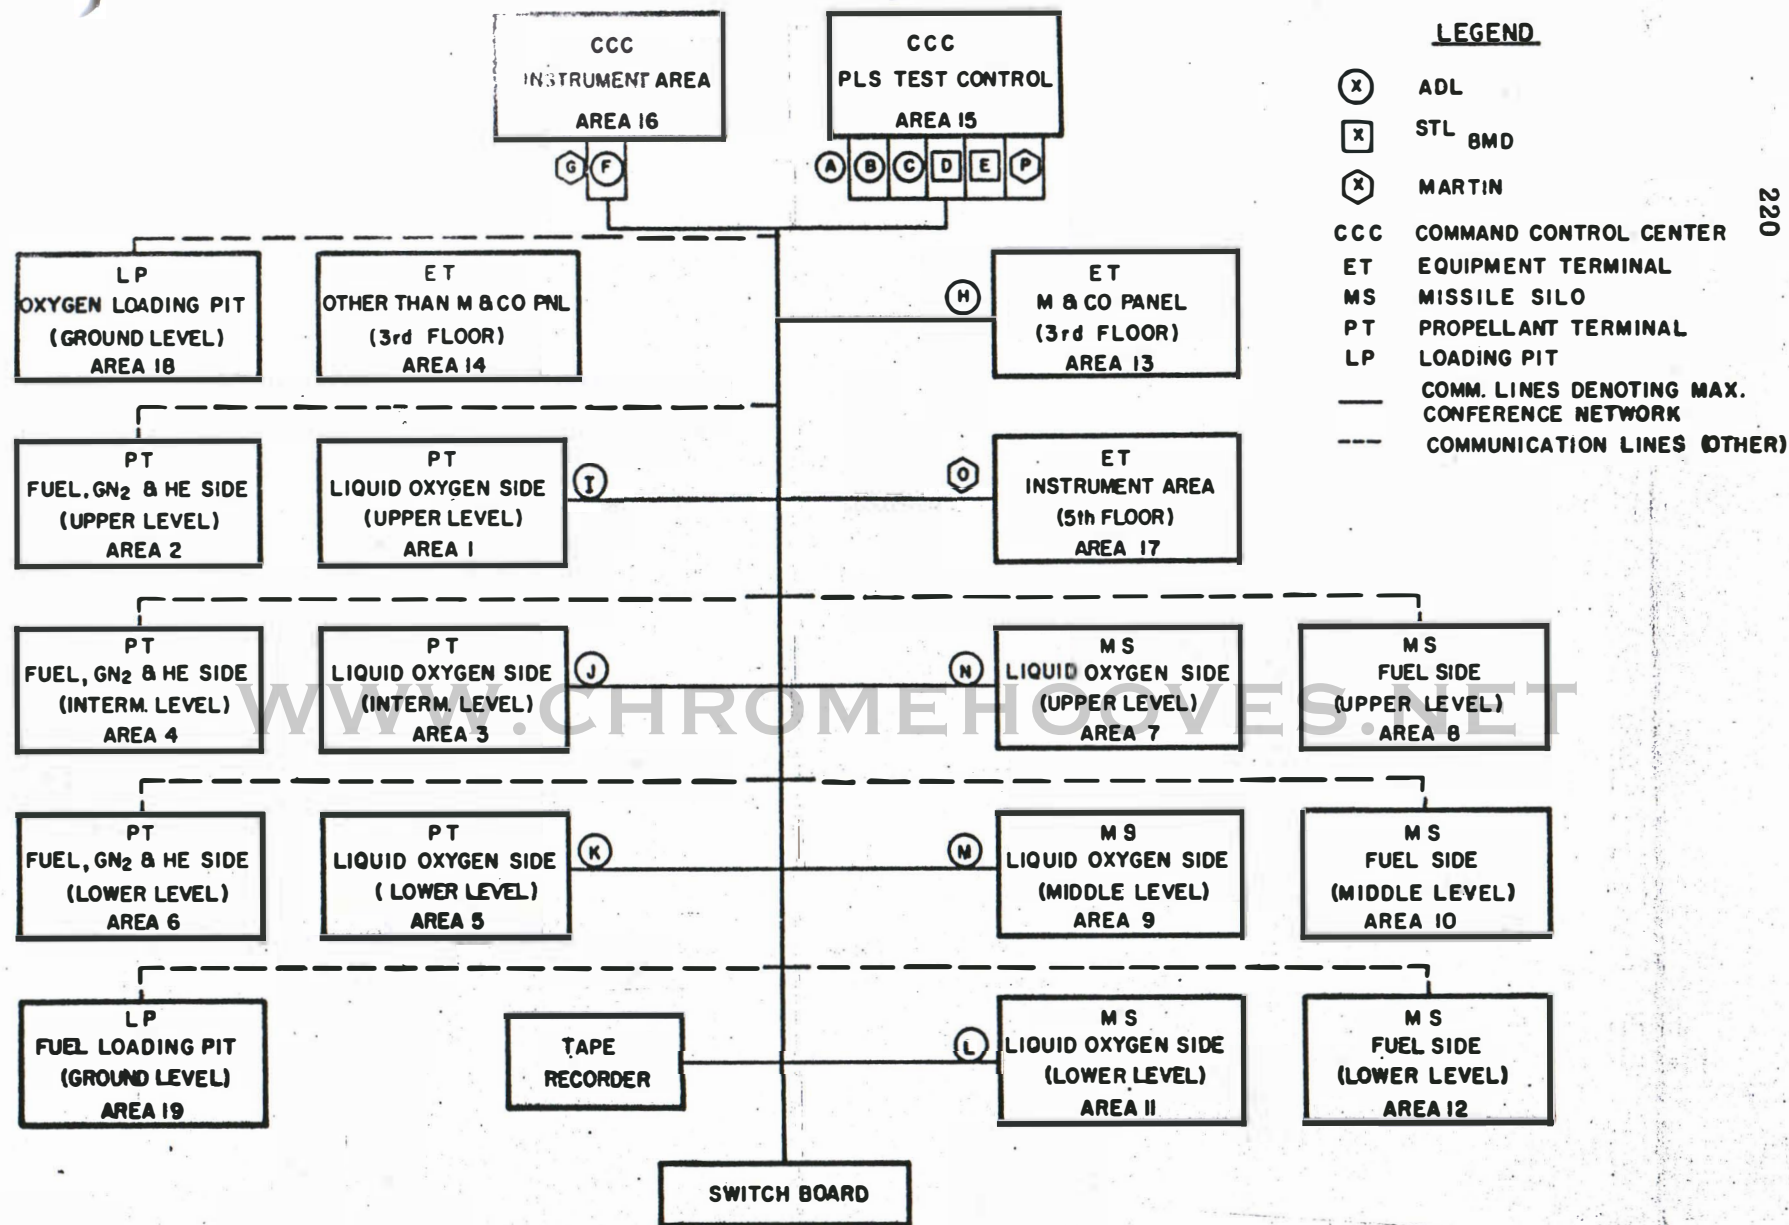 CCC
INSTRUMENT AREA
AREA 16
G F
CCC
PLS TEST CONTROL
AREA 15
A B C D E P
LEGEND
X ADL
X STL BMD
X MARTIN
CCC COMMAND CONTROL CENTER
ET EQUIPMENT TERMINAL
MS MISSILE SILO
PT PROPELLANT TERMINAL
LP LOADING PIT
COMM. LINES DENOTING MAX.
CONFERENCE NETWORK
COMMUNICATION LINES (OTHER)
220
LP
OXYGEN LOADING PIT
(GROUND LEVEL)
AREA 18
ET
OTHER THAN M & CO PNL
(3rd FLOOR)
AREA 14
H
ET
M & CO PANEL
(3rd FLOOR)
AREA 13
PT
FUEL, GN2 & HE SIDE
(UPPER LEVEL)
AREA 2
PT
LIQUID OXYGEN SIDE
(UPPER LEVEL)
AREA 1
I
O
ET
INSTRUMENT AREA
(5th FLOOR)
AREA 17
PT
FUEL, GN2 & HE SIDE
(INTERM. LEVEL)
AREA 4
PT
LIQUID OXYGEN SIDE
(INTERM. LEVEL)
AREA 3
J
N
MS
LIQUID OXYGEN SIDE
(UPPER LEVEL)
AREA 7
MS
FUEL SIDE
(UPPER LEVEL)
AREA 8
WWW.CHROMEHOOVES.NET
PT
FUEL, GN2 & HE SIDE
(LOWER LEVEL)
AREA 6
PT
LIQUID OXYGEN SIDE
(LOWER LEVEL)
AREA 5
K
M
MS
LIQUID OXYGEN SIDE
(MIDDLE LEVEL)
AREA 9
MS
FUEL SIDE
(MIDDLE LEVEL)
AREA 10
LP
FUEL LOADING PIT
(GROUND LEVEL)
AREA 19
TAPE
RECORDER
L
MS
LIQUID OXYGEN SIDE
(LOWER LEVEL)
AREA 11
MS
FUEL SIDE
(LOWER LEVEL)
AREA 12
SWITCH BOARD